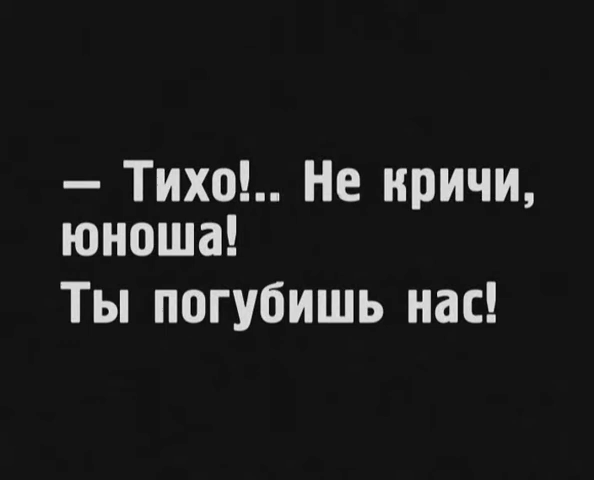 — Тихо!.. Не кричи,
юноша!
Ты погубишь нас!